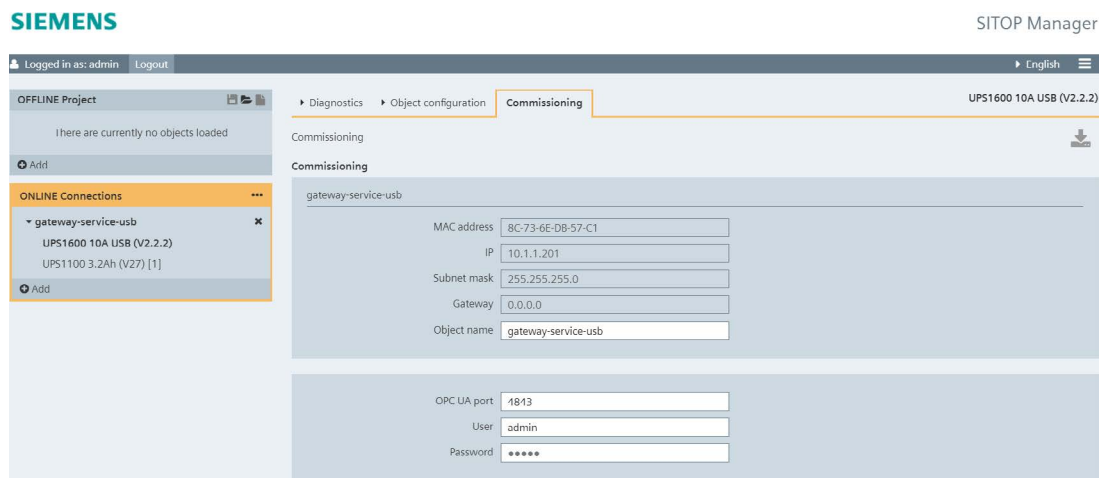 SIEMENS
SITOP Manager
Logged in as: admin Logout
English
OFFLINE Project
There are currently no objects loaded
Add
ONLINE Connections
gateway-service-usb
UPS1600 10A USB (V2.2.2)
UPS1100 3.2Ah (V27) [1]
Add
Diagnostics Object configuration Commissioning
UPS1600 10A USB (V2.2.2)
Commissioning
Commissioning
gateway-service-usb
MAC address 8C-73-6E-DB-57-C1
IP 10.1.1.201
Subnet mask 255.255.255.0
Gateway 0.0.0.0
Object name gateway-service-usb
OPC UA port 4843
User admin
Password •••••